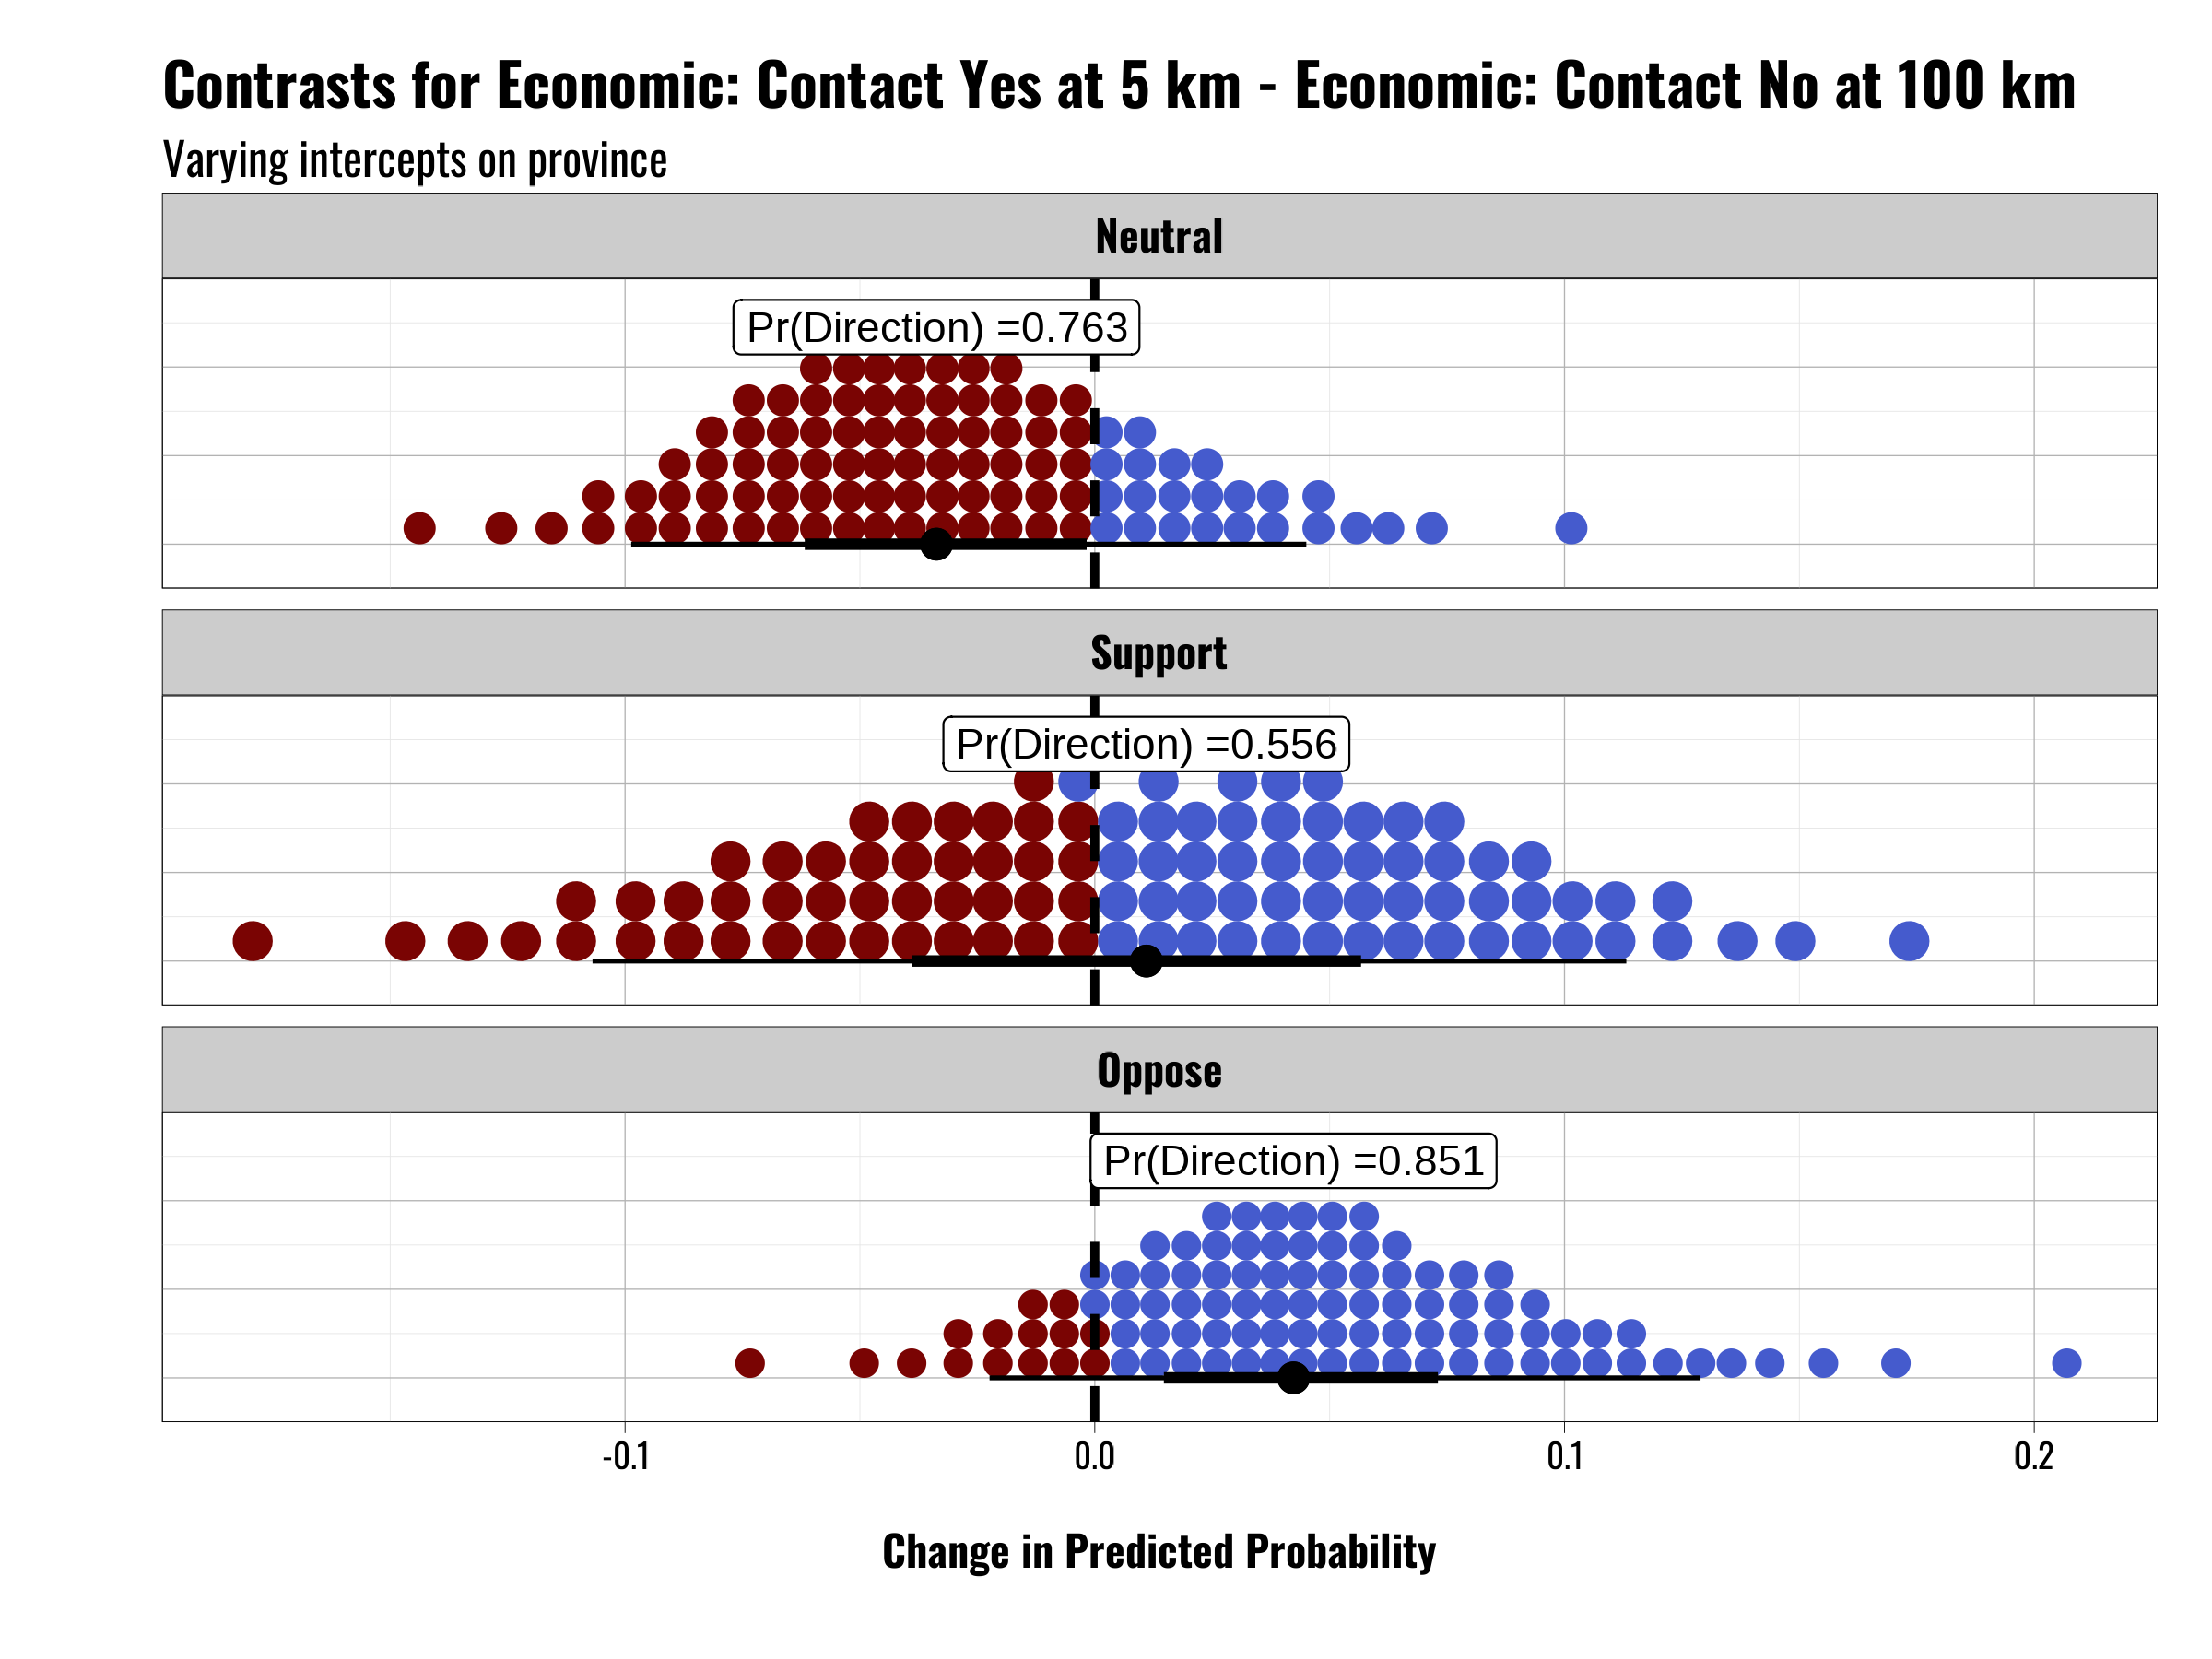 Contrasts for Economic: Contact Yes at 5 km - Economic: Contact No at 100 km
Varying intercepts on province
Neutral
Pr(Direction) =0.763
Support
Pr(Direction) =0.556
Oppose
Pr(Direction) =0.851
-0.1 0.0 0.1 0.2
Change in Predicted Probability